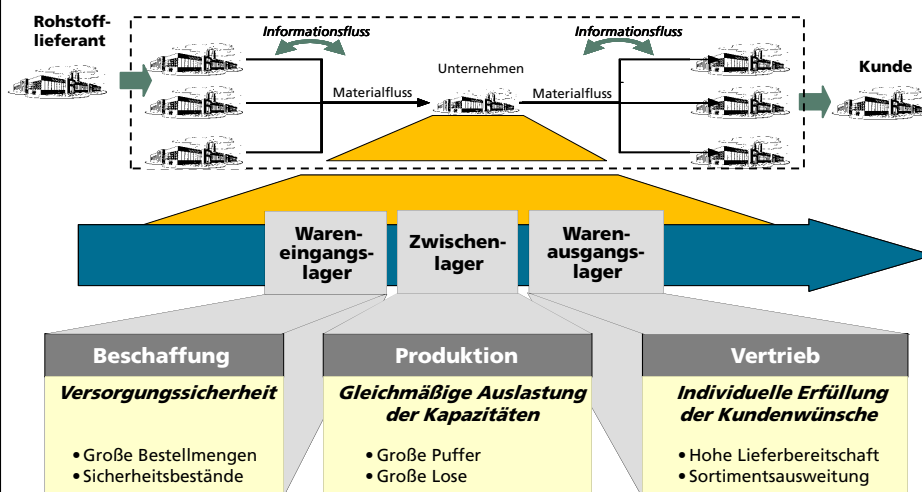 Rohstoff-
lieferant
Informationsfluss
Informationsfluss
Unternehmen
Kunde
Materialfluss
Materialfluss
Waren-
eingangs-
lager
Zwischen-
lager
Waren-
ausgangs-
lager
Beschaffung
Versorgungssicherheit
• Große Bestellmengen
• Sicherheitsbestände
Produktion
Gleichmäßige Auslastung
der Kapazitäten
• Große Puffer
• Große Lose
Vertrieb
Individuelle Erfüllung
der Kundenwünsche
• Hohe Lieferbereitschaft
• Sortimentsausweitung